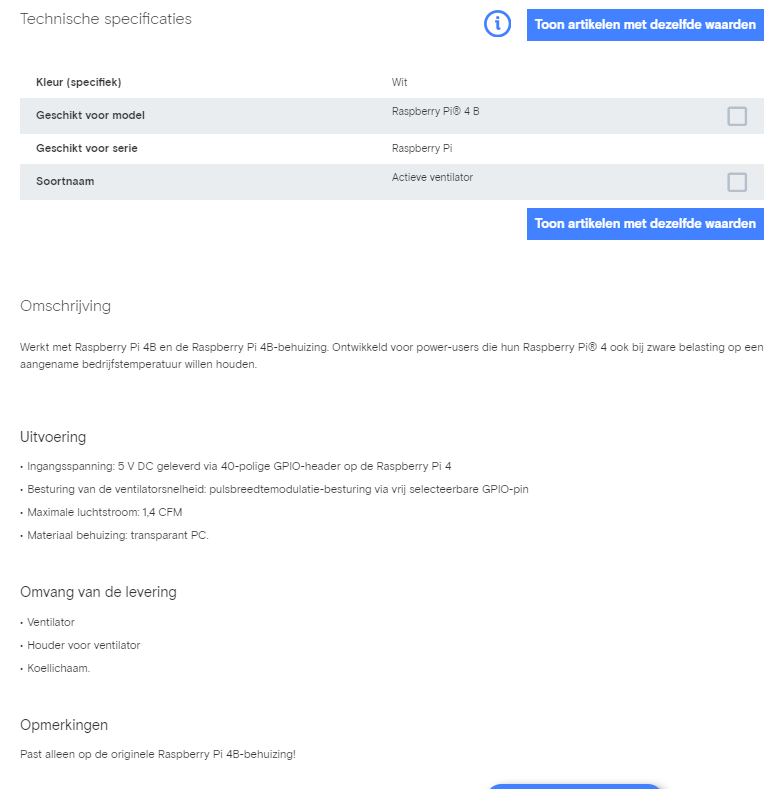 Technische specificaties
Toon artikelen met dezelfde waarden
Kleur (specifiek) Wit
Geschikt voor model Raspberry Pi® 4 B
Geschikt voor serie Raspberry Pi
Soortnaam Actieve ventilator
Toon artikelen met dezelfde waarden
Omschrijving
Werkt met Raspberry Pi 4B en de Raspberry Pi 4B-behuizing. Ontwikkeld voor power-users die hun Raspberry Pi® 4 ook bij zware belasting op een
aangename bedrijfstemperatuur willen houden.
Uitvoering
• Ingangsspanning: 5 V DC geleverd via 40-polige GPIO-header op de Raspberry Pi 4
• Besturing van de ventilatorsnelheid: pulsbreedtemodulatie-besturing via vrij selecteerbare GPIO-pin
• Maximale luchtstroom: 1,4 CFM
• Materiaal behuizing: transparant PC.
Omvang van de levering
• Ventilator
• Houder voor ventilator
• Koellichaam.
Opmerkingen
Past alleen op de originele Raspberry Pi 4B-behuizing!